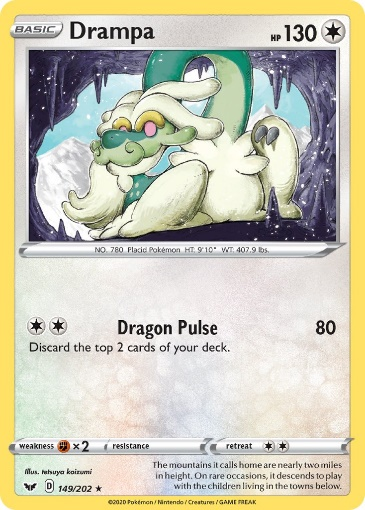 BASIC Drampa HP 130
NO. 780 Placid Pokémon HT: 9'10" WT: 407.9 lbs.
Dragon Pulse 80
Discard the top 2 cards of your deck.
weakness ×2 resistance retreat
Illus. tetsuya koizumi
D 149/202 ★
The mountains it calls home are nearly two miles
in height. On rare occasions, it descends to play
with the children living in the towns below.
©2020 Pokémon / Nintendo / Creatures / GAME FREAK